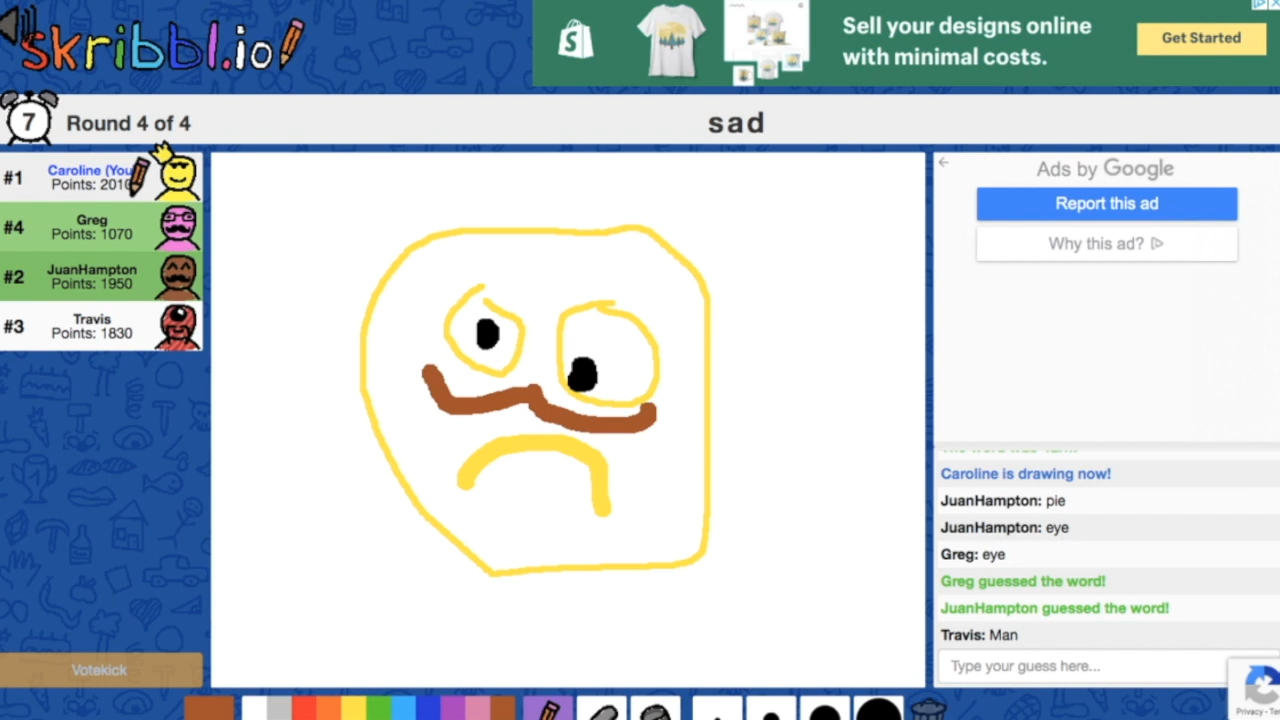 skribbl.io
Sell your designs online
with minimal costs.
Get Started
7
Round 4 of 4
sad
#1
Caroline (You
Points: 2010
#4
Greg
Points: 1070
#2
JuanHampton
Points: 1950
#3
Travis
Points: 1830
Votekick
Ads by Google
Report this ad
Why this ad?
Caroline is drawing now!
JuanHampton: pie
JuanHampton: eye
Greg: eye
Greg guessed the word!
JuanHampton guessed the word!
Travis: Man
Type your guess here...
Privacy